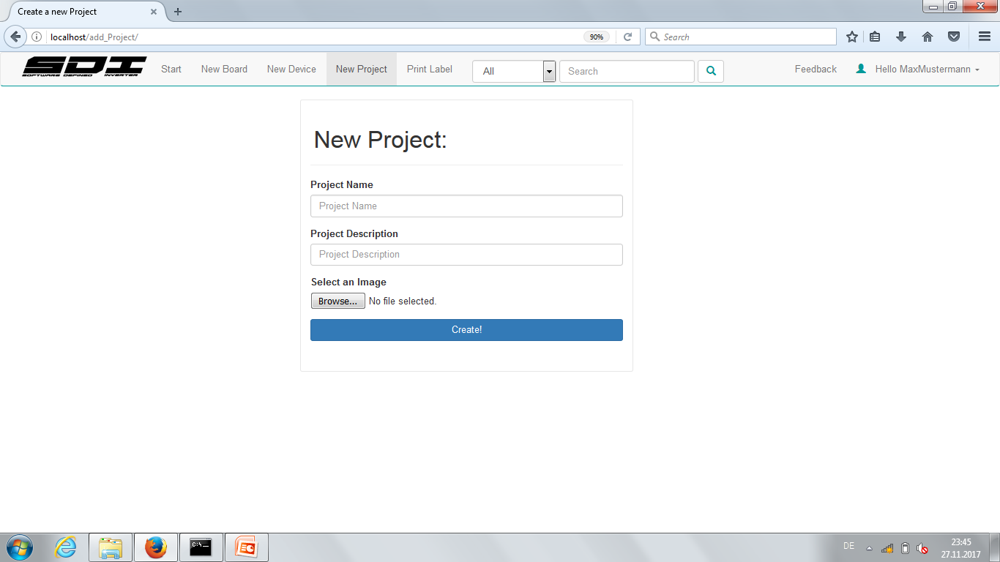 Create a new Project
localhost/add_Project/
90%
Search
SDI
SOFTWARE DEFINED INVERTER
Start
New Board
New Device
New Project
Print Label
All
Search
Feedback
Hello MaxMustermann
New Project:
Project Name
Project Name
Project Description
Project Description
Select an Image
Browse... No file selected.
Create!
C:\_
DE
23:45
27.11.2017